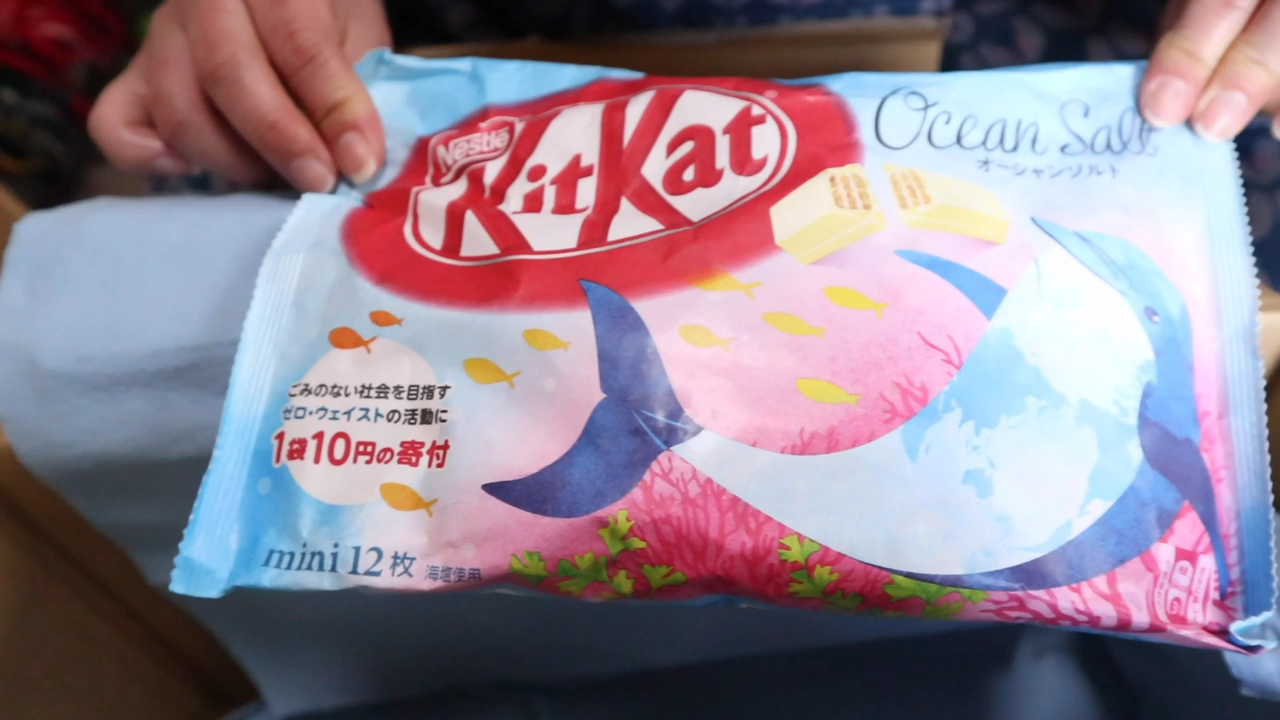 Nestlé
KitKat
Ocean Salt
オーシャンソルト
ごみのない社会を目指す
ゼロ・ウェイストの活動に
1袋10円の寄付
mini 12枚 海塩使用